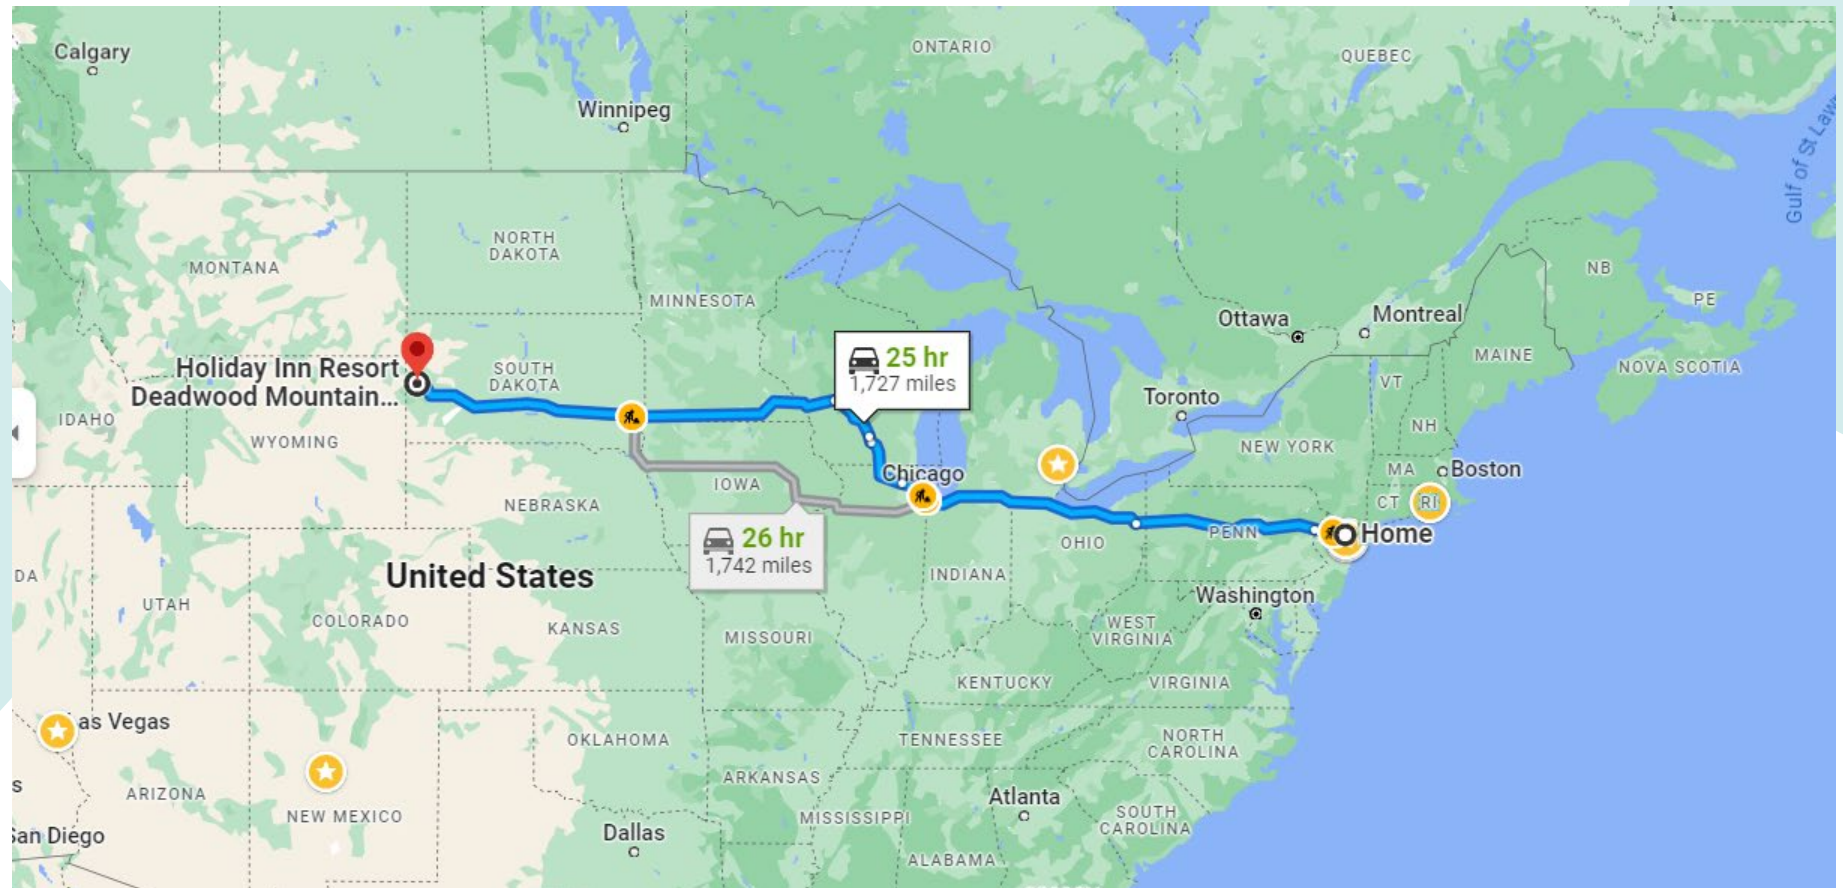 Calgary
ONTARIO
QUEBEC
Winnipeg
Gulf of St Law
NORTH
DAKOTA
MONTANA
MINNESOTA
NB
PE
Ottawa
Montreal
MAINE
NOVA SCOTIA
25 hr
1,727 miles
Holiday Inn Resort
Deadwood Mountain...
SOUTH
DAKOTA
VT
Toronto
IDAHO
WYOMING
NH
NEW YORK
MA
Boston
Chicago
IOWA
NEBRASKA
CT
RI
26 hr
1,742 miles
OHIO
PENN
Home
United States
INDIANA
DA
UTAH
COLORADO
KANSAS
MISSOURI
Washington
WEST
VIRGINIA
KENTUCKY
VIRGINIA
as Vegas
OKLAHOMA
TENNESSEE
NORTH
CAROLINA
ARKANSAS
s
ARIZONA
NEW MEXICO
Atlanta
SOUTH
CAROLINA
MISSISSIPPI
San Diego
Dallas
ALABAMA